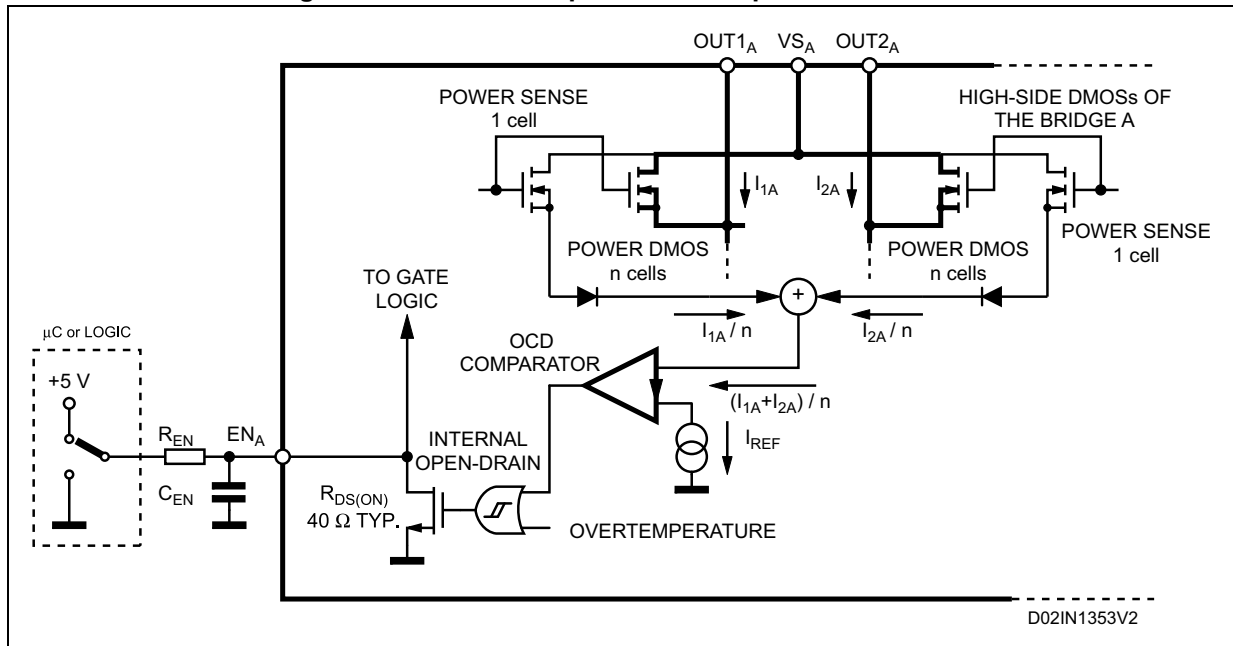 OUT1A VSA OUT2A
POWER SENSE
1 cell
HIGH-SIDE DMOSs OF
THE BRIDGE A
I1A
I2A
POWER SENSE
1 cell
POWER DMOS
n cells
POWER DMOS
n cells
TO GATE
LOGIC
+
I1A / n
I2A / n
μC or LOGIC
OCD
COMPARATOR
+5 V
(I1A+I2A) / n
REN
ENA
INTERNAL
OPEN-DRAIN
IREF
CEN
RDS(ON)
40 Ω TYP.
OVERTEMPERATURE
D02IN1353V2